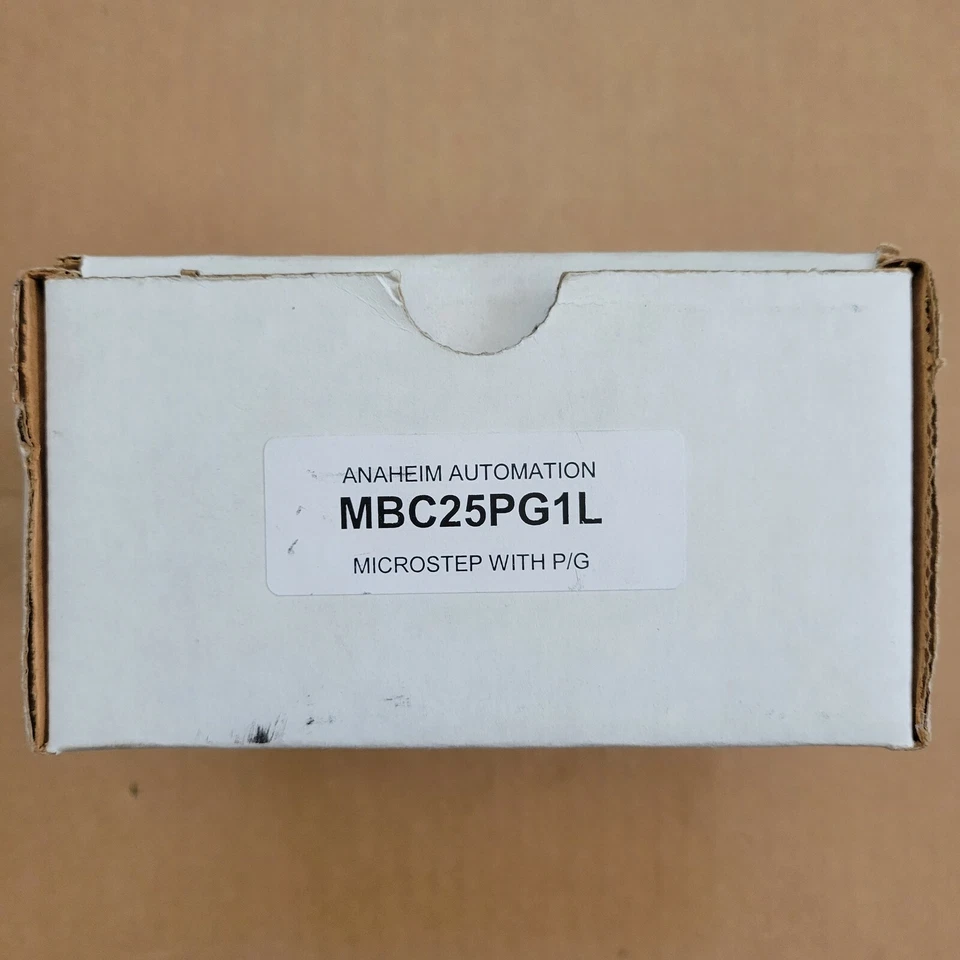 ANAHEIM AUTOMATION
MBC25PG1L
MICROSTEP WITH P/G